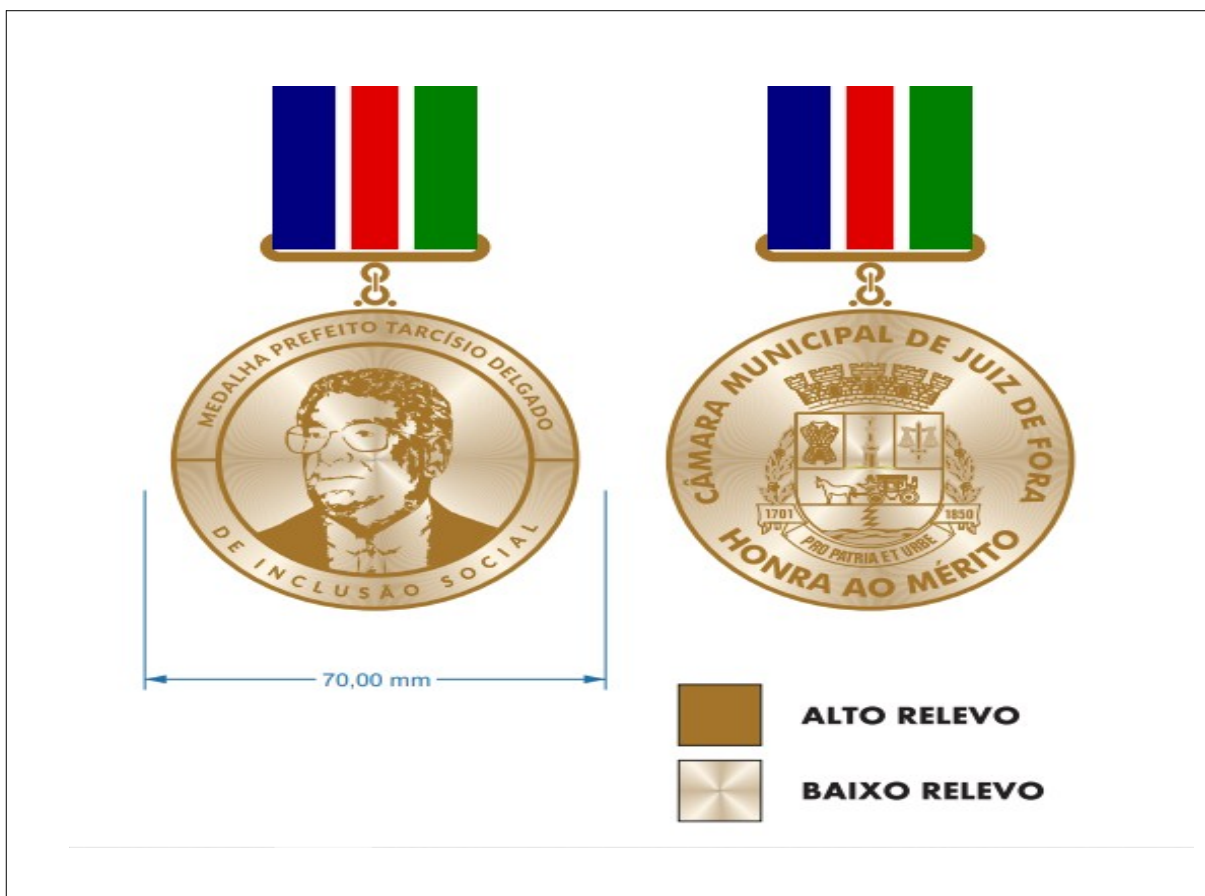 MEDALHA PREFEITO TARCÍSIO DELGADO
DE INCLUSÃO SOCIAL
CÂMARA MUNICIPAL DE JUIZ DE FORA
1701
1850
PRO PATRIA ET URBE
HONRA AO MÉRITO
70,00 mm
ALTO RELEVO
BAIXO RELEVO